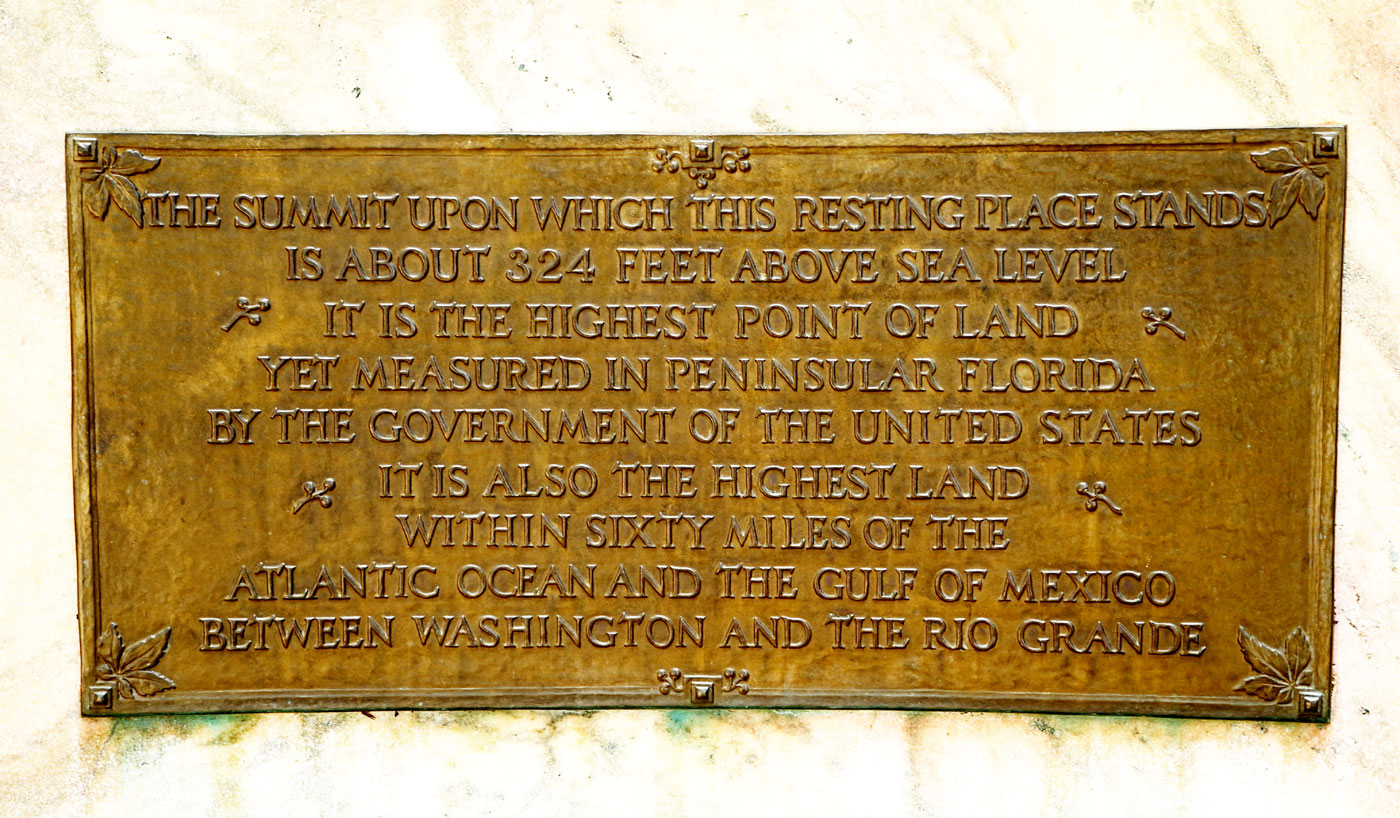 THE SUMMIT UPON WHICH THIS RESTING PLACE STANDS
IS ABOUT 324 FEET ABOVE SEA LEVEL
IT IS THE HIGHEST POINT OF LAND
YET MEASURED IN PENINSULAR FLORIDA
BY THE GOVERNMENT OF THE UNITED STATES
IT IS ALSO THE HIGHEST LAND
WITHIN SIXTY MILES OF THE
ATLANTIC OCEAN AND THE GULF OF MEXICO
BETWEEN WASHINGTON AND THE RIO GRANDE